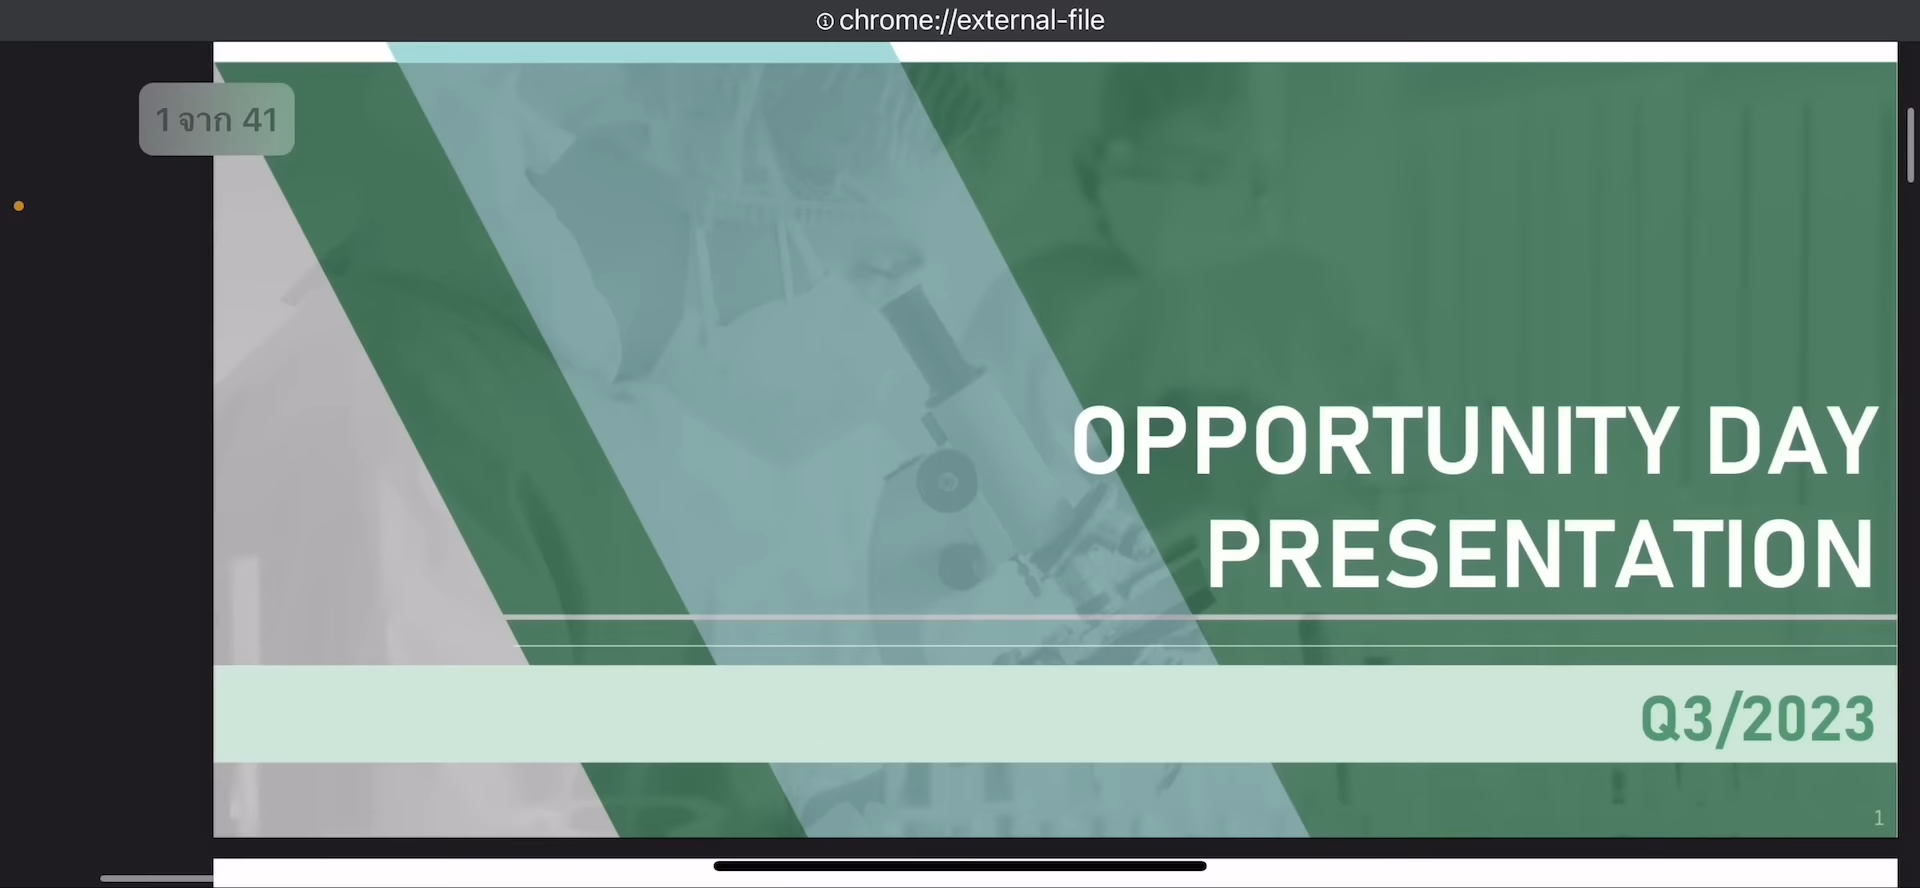 chrome://external-file
1 จาก 41
OPPORTUNITY DAY
PRESENTATION
Q3/2023
1